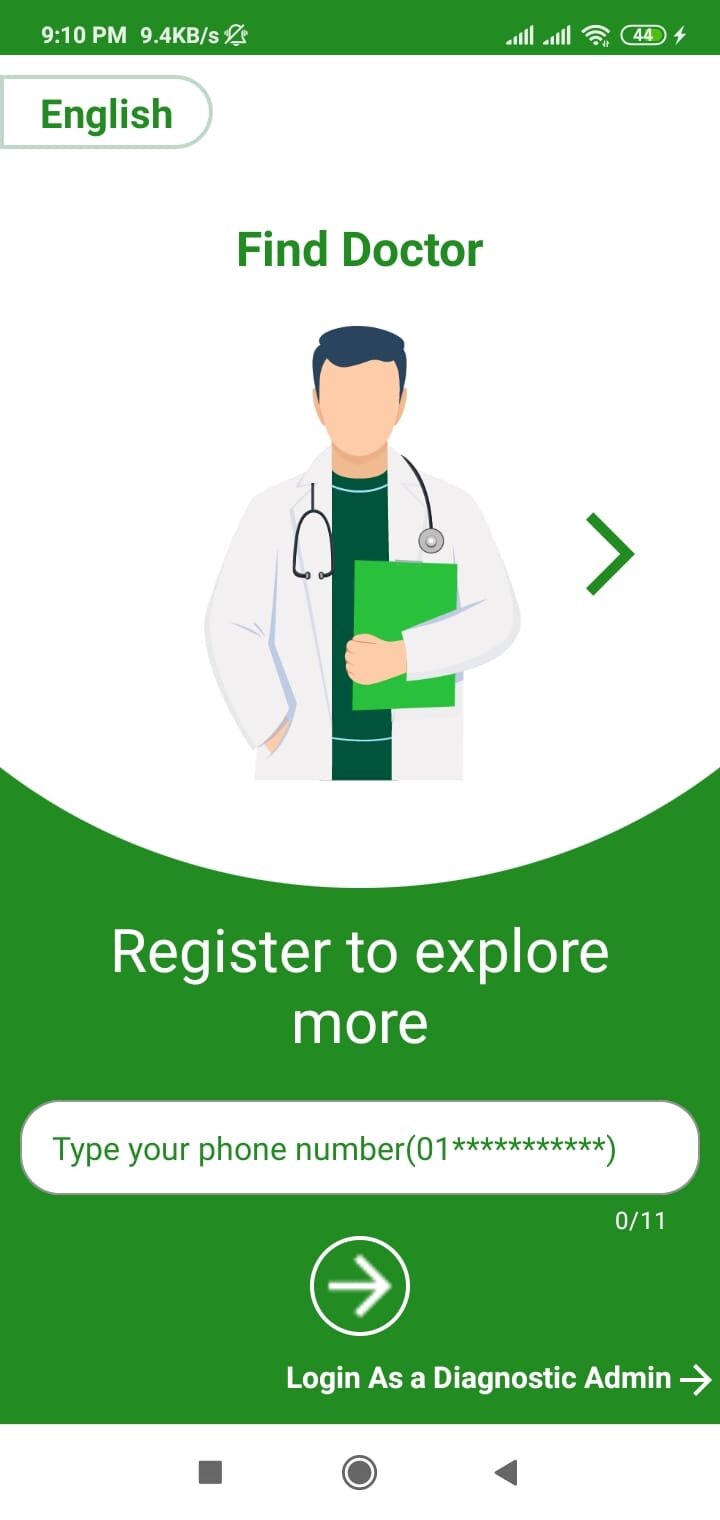 9:10 PM 9.4KB/s 44
English
Find Doctor
Register to explore
more
Type your phone number(01***********)
0/11
Login As a Diagnostic Admin